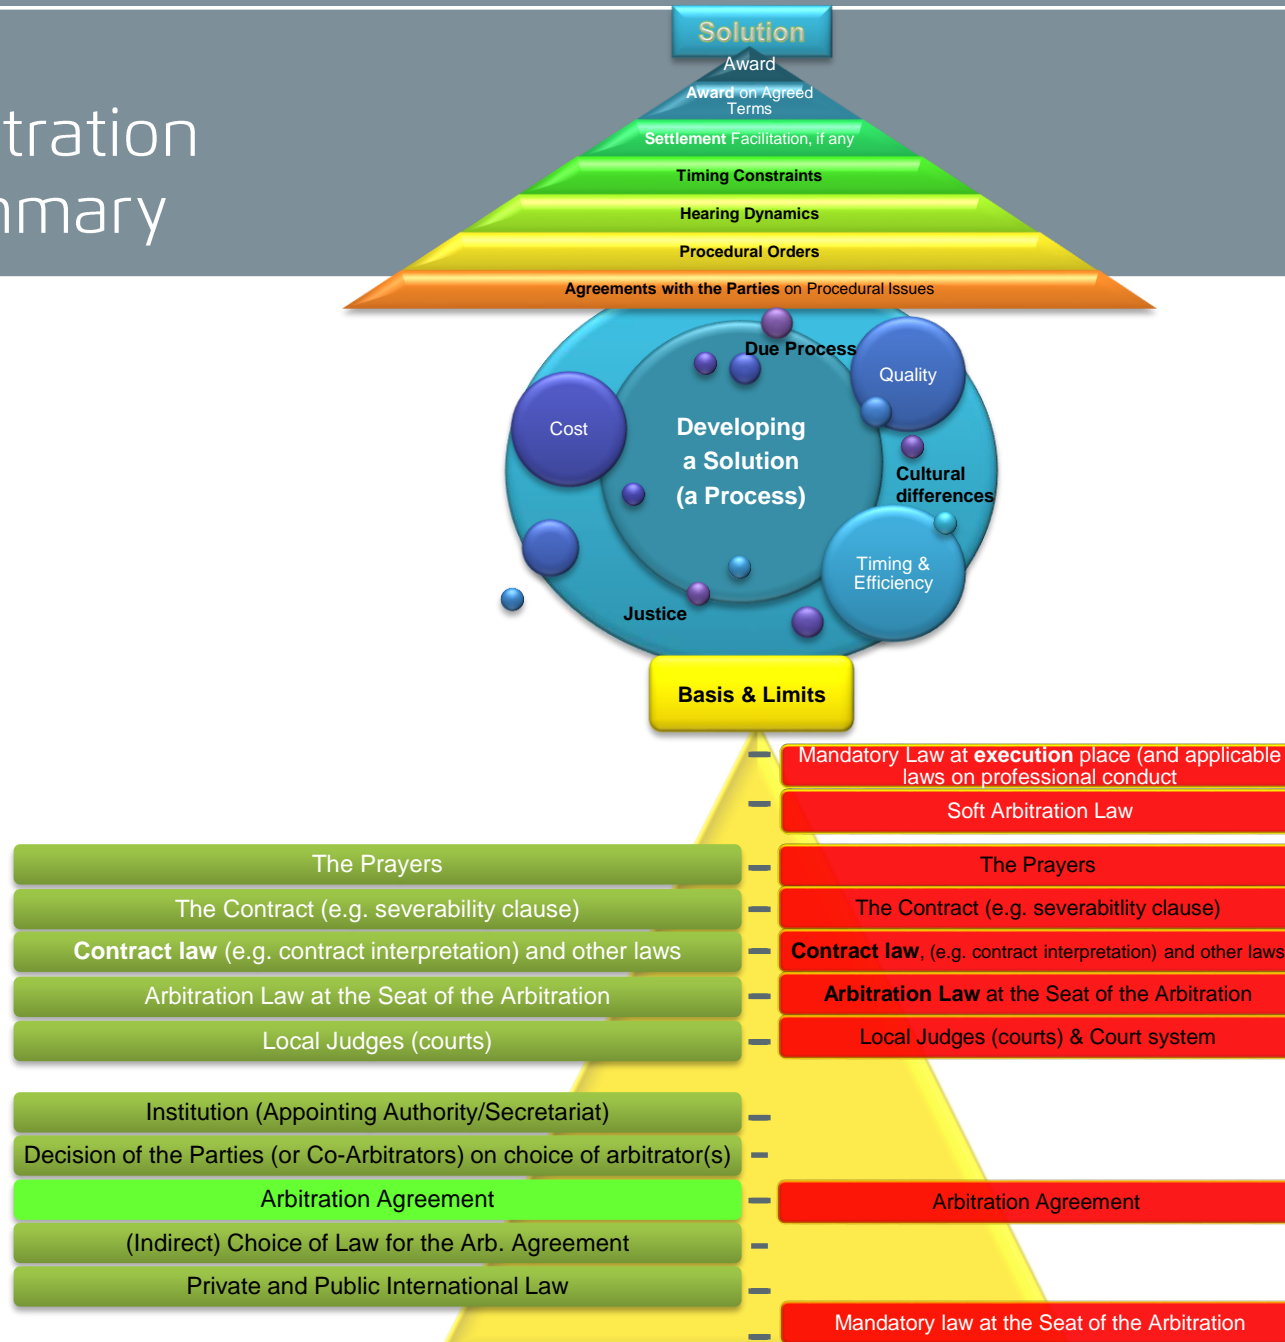 Solution
Award
Award on Agreed
Terms
tration
nmary
Settlement Facilitation, if any
Timing Constraints
Hearing Dynamics
Procedural Orders
Agreements with the Parties on Procedural Issues
Due Process
Quality
Cost
Developing
a Solution
(a Process)
Cultural
differences
Timing &
Efficiency
Justice
Basis & Limits
Mandatory Law at execution place (and applicable
laws on professional conduct
Soft Arbitration Law
The Prayers
The Prayers
The Contract (e.g. severability clause)
The Contract (e.g. severabitlity clause)
Contract law (e.g. contract interpretation) and other laws
Contract law, (e.g. contract interpretation) and other laws
Arbitration Law at the Seat of the Arbitration
Arbitration Law at the Seat of the Arbitration
Local Judges (courts)
Local Judges (courts) & Court system
Institution (Appointing Authority/Secretariat)
Decision of the Parties (or Co-Arbitrators) on choice of arbitrator(s)
Arbitration Agreement
Arbitration Agreement
(Indirect) Choice of Law for the Arb. Agreement
Private and Public International Law
Mandatory law at the Seat of the Arbitration